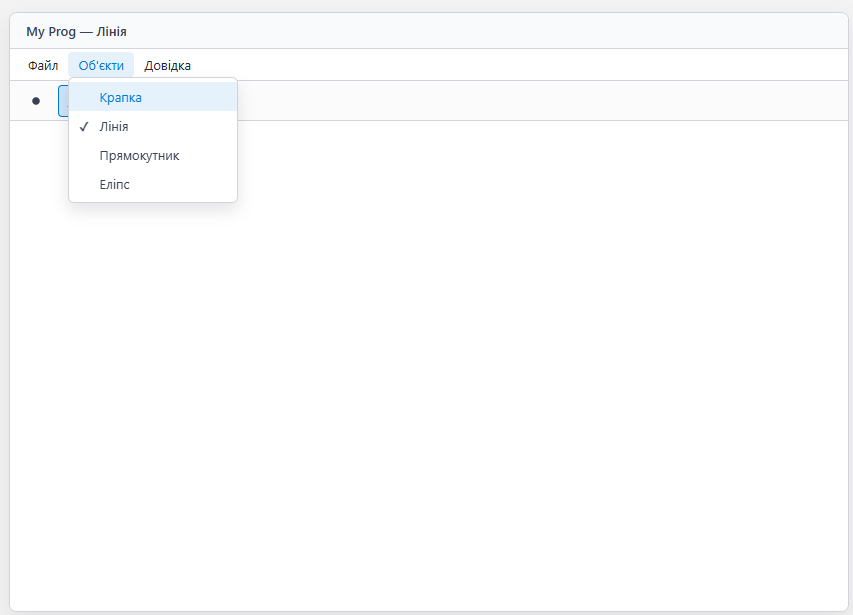 My Prog — Лінія
Файл Об'єкти Довідка
Крапка
✓ Лінія
Прямокутник
Еліпс